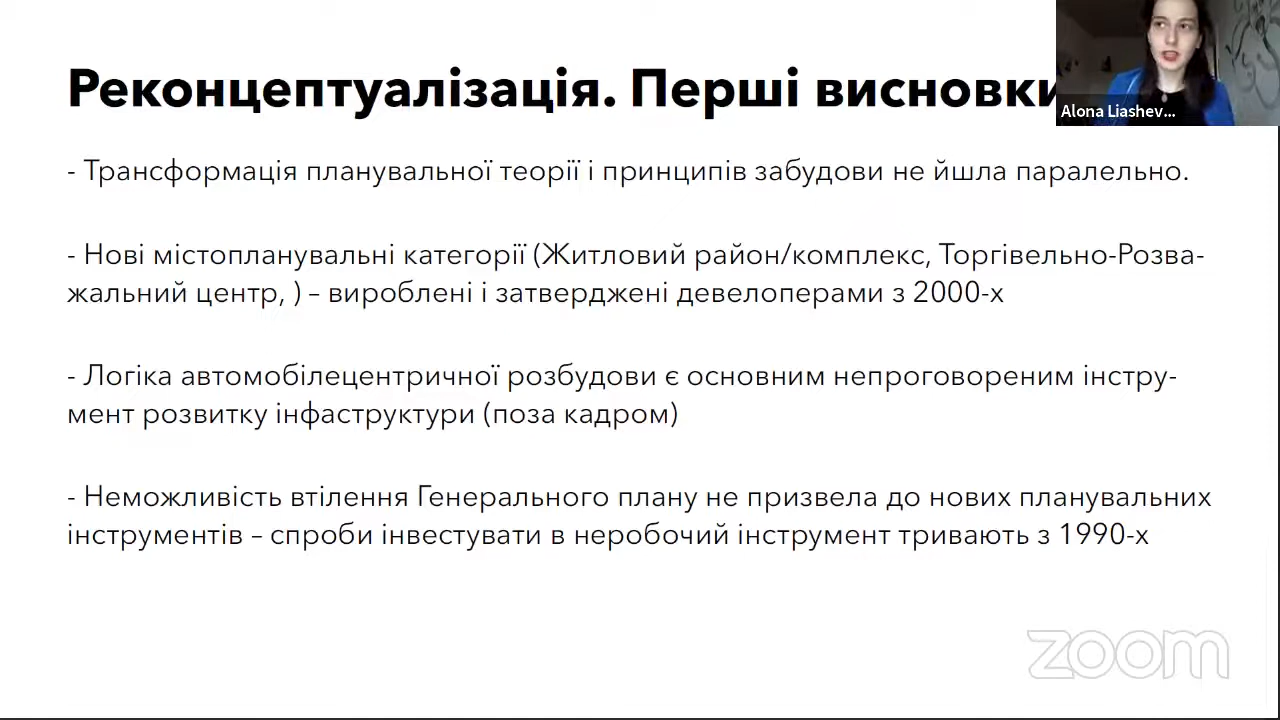 Реконцептуалізація. Перші висновки
Alona Liashev...
- Трансформація планувальної теорії і принципів забудови не йшла паралельно.
- Нові містопланувальні категорії (Житловий район/комплекс, Торгівельно-Розва-
жальний центр, ) – вироблені і затверджені девелоперами з 2000-х
- Логіка автомобілецентричної розбудови є основним непроговореним інстру-
мент розвитку інфаструктури (поза кадром)
- Неможливість втілення Генерального плану не призвела до нових планувальних
інструментів – спроби інвестувати в неробочий інструмент тривають з 1990-х
zoom